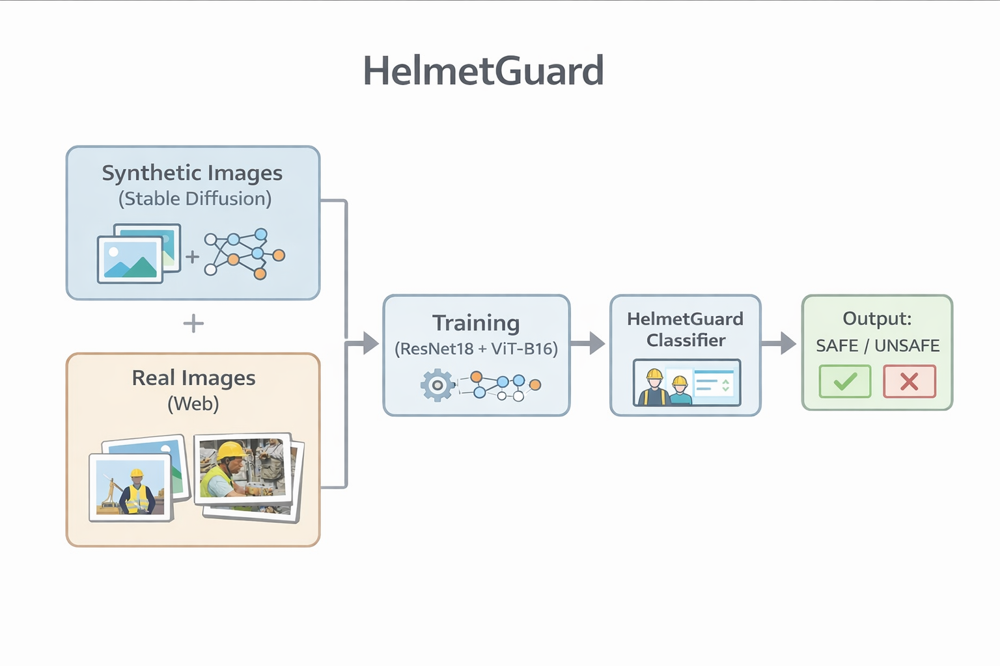 HelmetGuard
Synthetic Images
(Stable Diffusion)
+
+
Real Images
(Web)
Training
(ResNet18 + ViT-B16)
HelmetGuard
Classifier
Output:
SAFE / UNSAFE